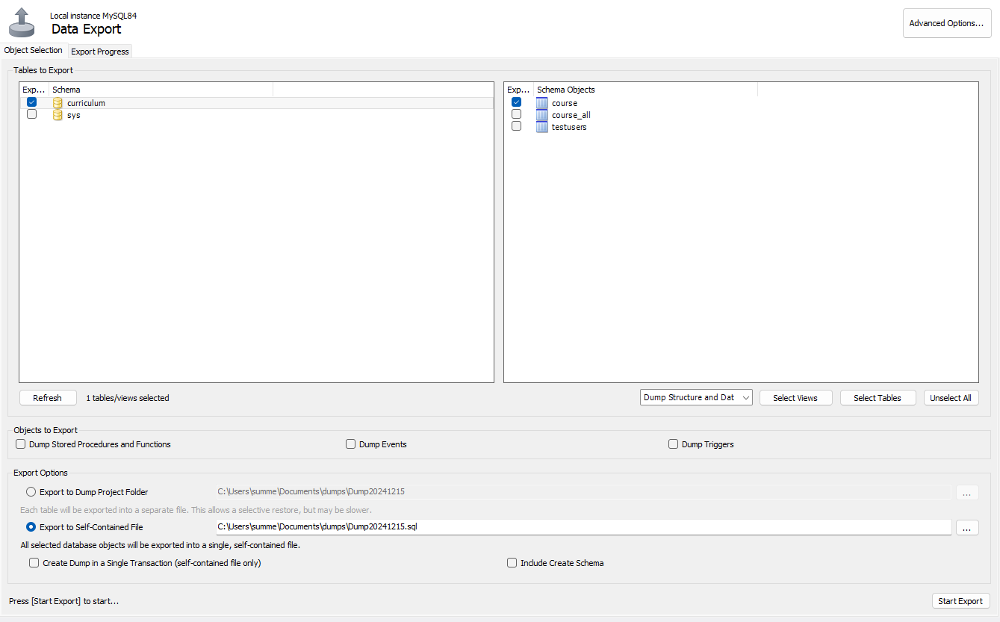 Local instance MySQL84
Data Export
Advanced Options...
Object Selection
Export Progress
Tables to Export
Exp... Schema
curriculum
sys
Exp... Schema Objects
course
course_all
testusers
Refresh
1 tables/views selected
Dump Structure and Dat
Select Views
Select Tables
Unselect All
Objects to Export
Dump Stored Procedures and Functions
Dump Events
Dump Triggers
Export Options
Export to Dump Project Folder
C:\Users\summe\Documents\dumps\Dump20241215
...
Each table will be exported into a separate file. This allows a selective restore, but may be slower.
Export to Self-Contained File
C:\Users\summe\Documents\dumps\Dump20241215.sql
...
All selected database objects will be exported into a single, self-contained file.
Create Dump in a Single Transaction (self-contained file only)
Include Create Schema
Press [Start Export] to start...
Start Export